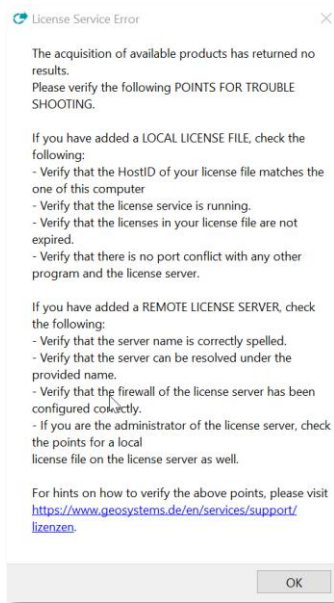 License Service Error
The acquisition of available products has returned no
results.
Please verify the following POINTS FOR TROUBLE
SHOOTING.
If you have added a LOCAL LICENSE FILE, check the
following:
- Verify that the HostID of your license file matches the
one of this computer
- Verify that the license service is running.
- Verify that the licenses in your license file are not
expired.
- Verify that there is no port conflict with any other
program and the license server.
If you have added a REMOTE LICENSE SERVER, check
the following:
- Verify that the server name is correctly spelled.
- Verify that the server can be resolved under the
provided name.
- Verify that the firewall of the license server has been
configured correctly.
- If you are the administrator of the license server, check
the points for a local
license file on the license server as well.
For hints on how to verify the above points, please visit
https://www.geosystems.de/en/services/support/
lizenzen.
OK